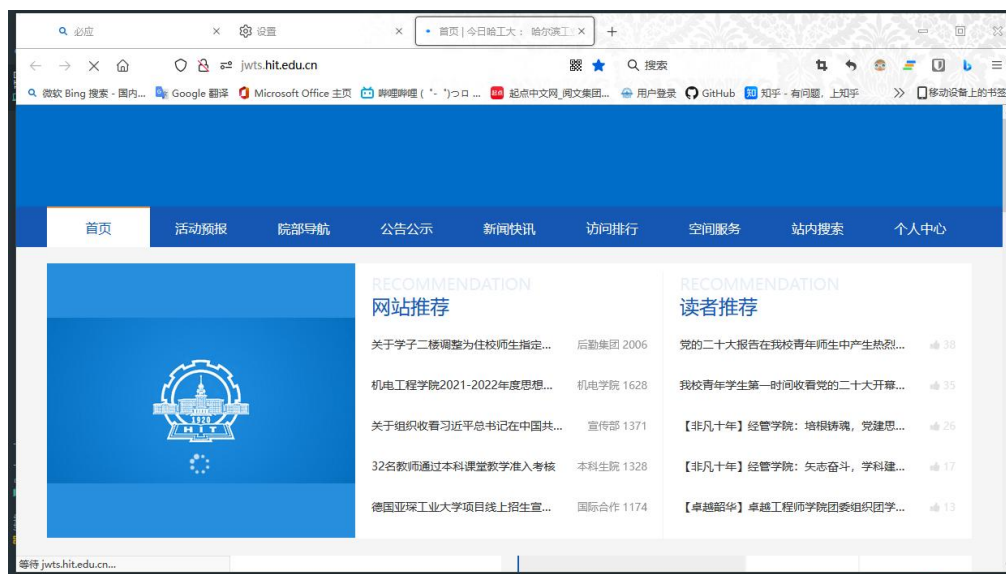 必应
设置
首页 | 今日哈工大： 哈尔滨工
jwts.hit.edu.cn
搜索
微软 Bing 搜索 - 国内...
Google 翻译
Microsoft Office 主页
哔哩哔哩 ( ゜- ゜)つロ ...
起点中文网_阅文集团...
用户登录
GitHub
知乎 - 有问题，上知乎
移动设备上的书签
首页
活动预报
院部导航
公告公示
新闻快讯
访问排行
空间服务
站内搜索
个人中心
1920
HIT
RECOMMENDATION
网站推荐
关于学子二楼调整为住校师生指定... 后勤集团 2006
机电工程学院2021-2022年度思想... 机电学院 1628
关于组织收看习近平总书记在中国共... 宣传部 1371
32名教师通过本科课堂教学准入考核 本科生院 1328
德国亚琛工业大学项目线上招生宣... 国际合作 1174
RECOMMENDATION
读者推荐
党的二十大报告在我校青年师生中产生热烈... 38
我校青年学生第一时间收看党的二十大开幕... 35
【非凡十年】经管学院：培根铸魂，党建思... 26
【非凡十年】经管学院：矢志奋斗，学科建... 17
【卓越韶华】卓越工程师学院团委组织团学... 13
等待 jwts.hit.edu.cn...